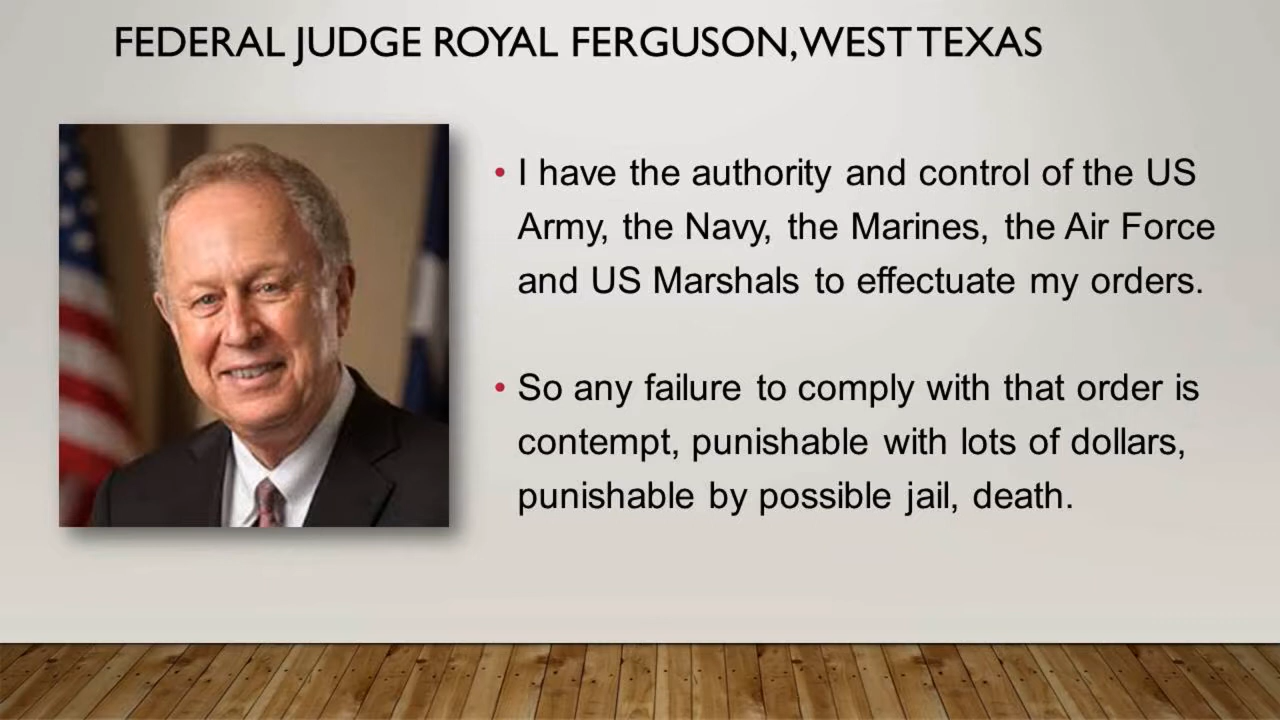 FEDERAL JUDGE ROYAL FERGUSON, WEST TEXAS
• I have the authority and control of the US
Army, the Navy, the Marines, the Air Force
and US Marshals to effectuate my orders.
• So any failure to comply with that order is
contempt, punishable with lots of dollars,
punishable by possible jail, death.